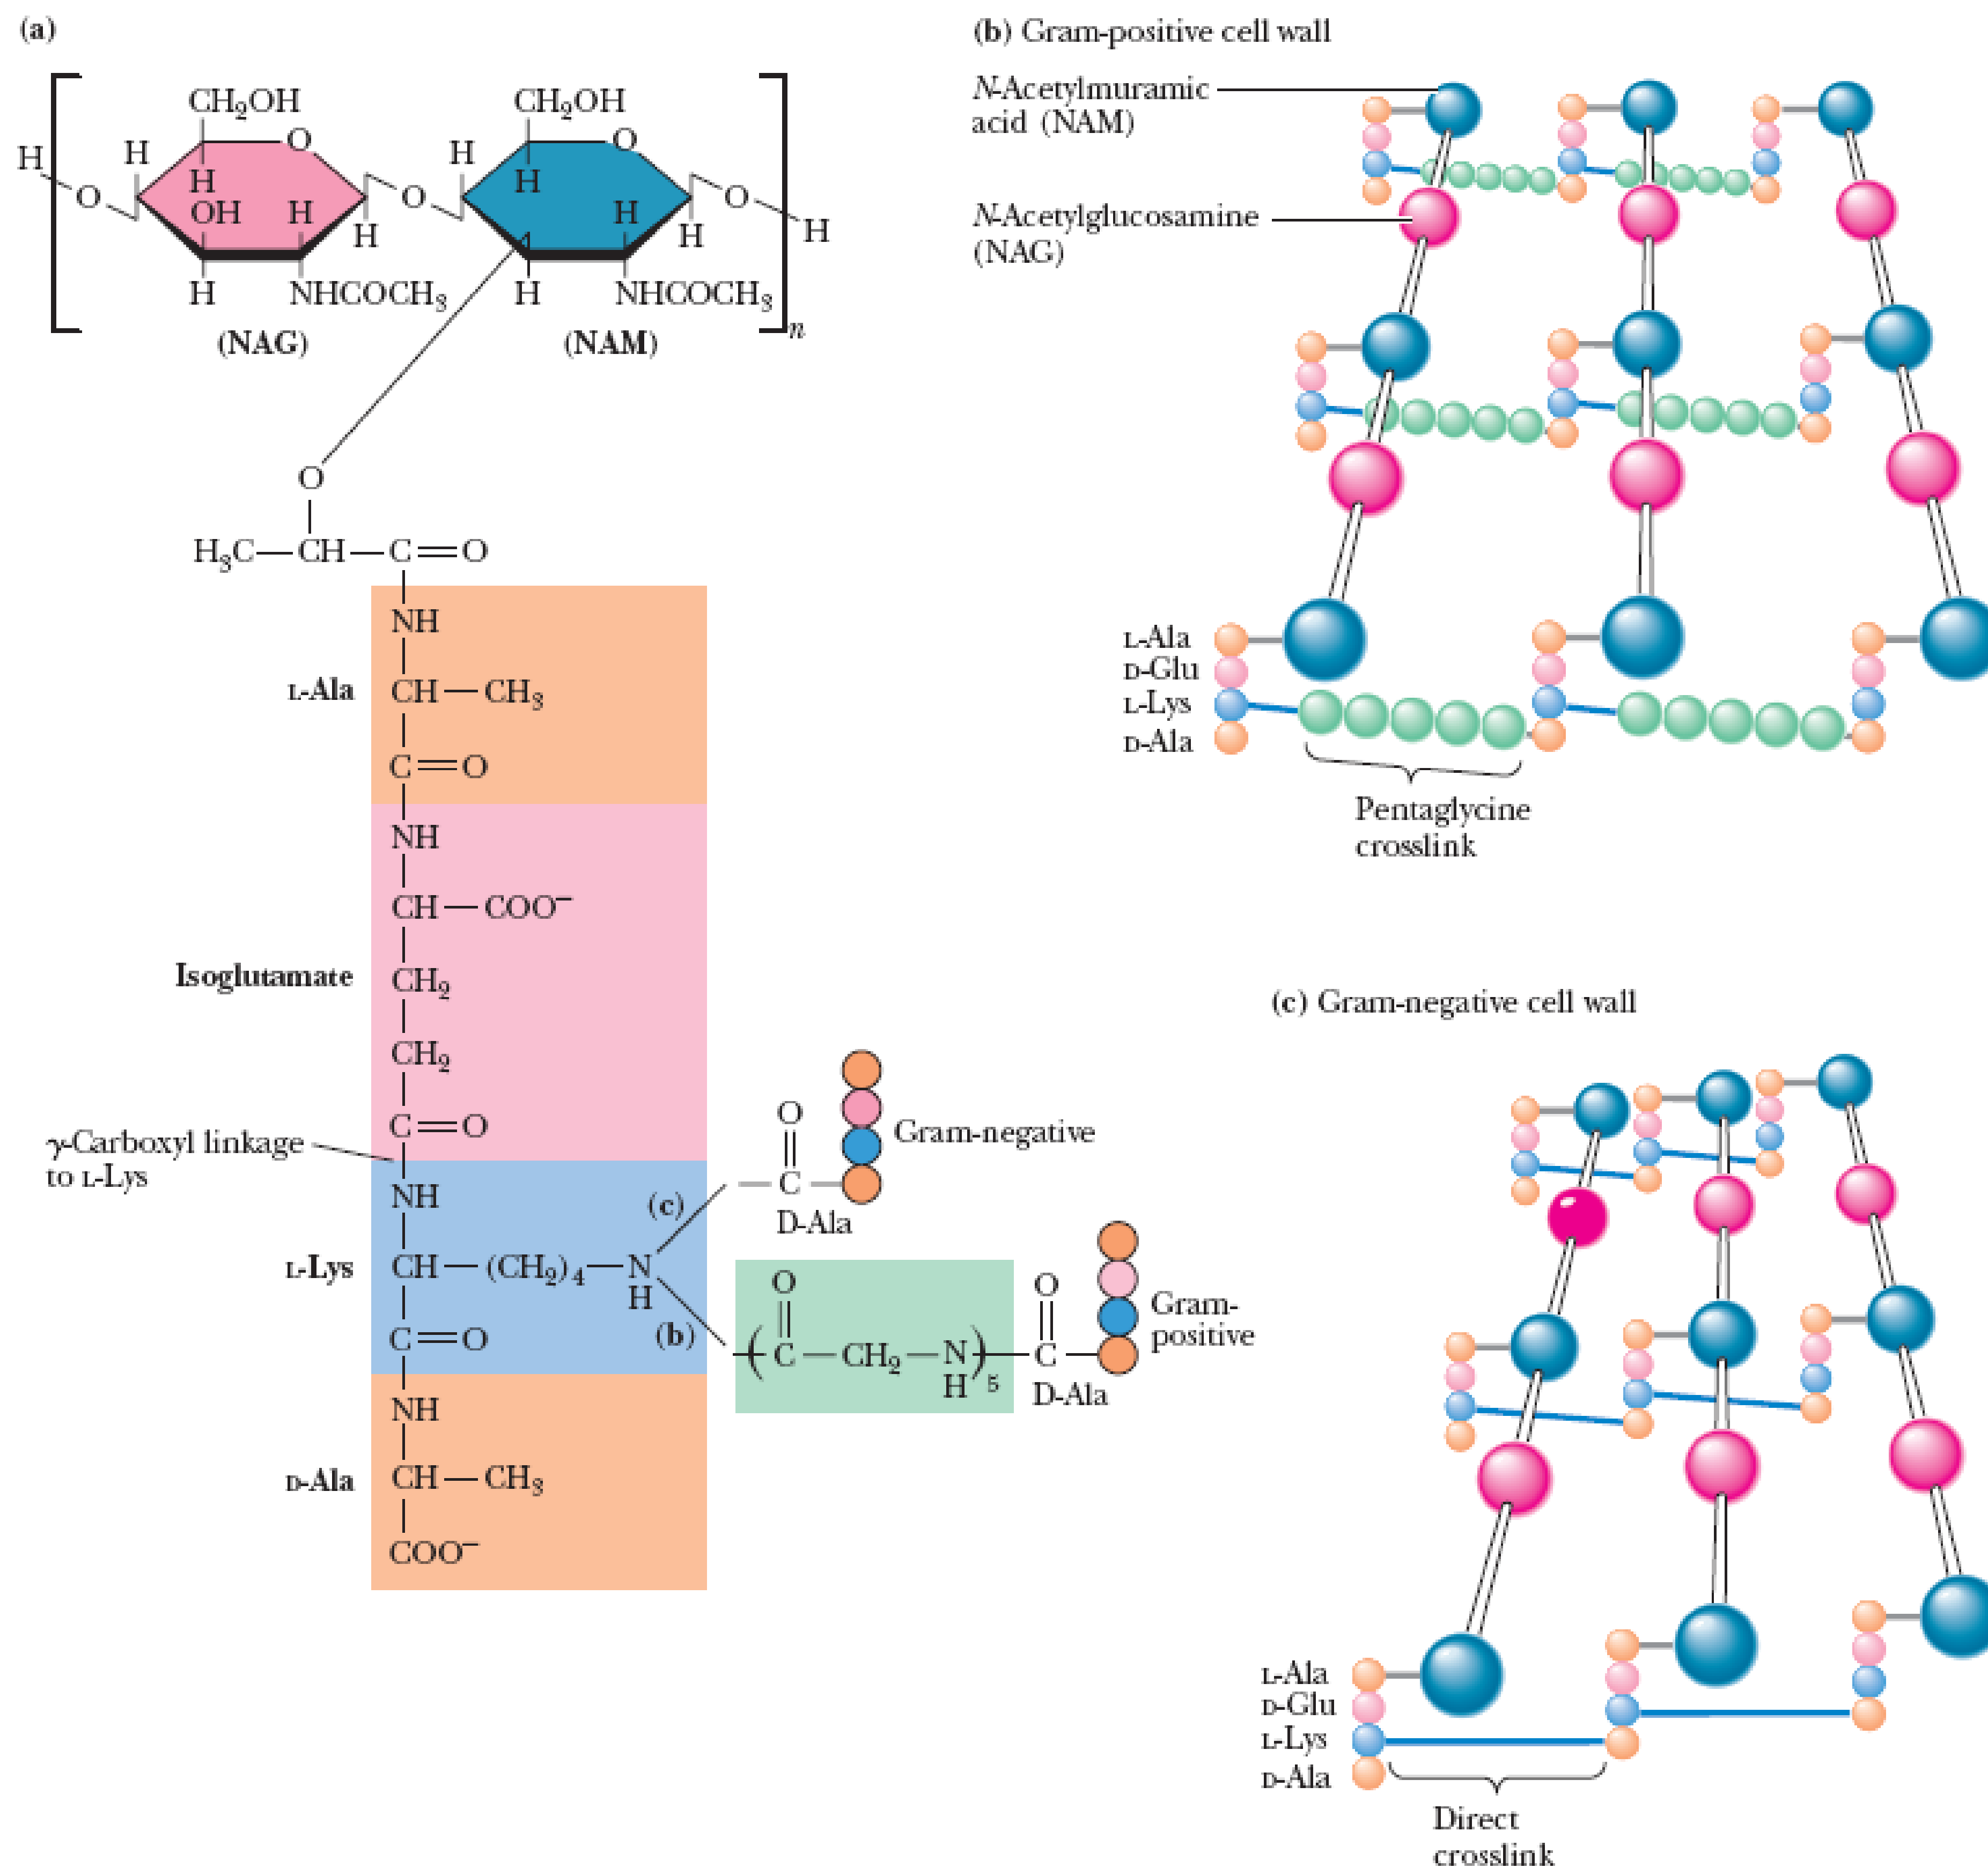 (a)
CH₂OH
CH₂OH
H
H
O
H
O
H
H
O
H
OH
H
O
H
H
O
H
H
H
NHCOCH₃
H
NHCOCH₃
n
(NAG)
(NAM)
O
H₃C—CH—C=O
NH
L-Ala
CH—CH₃
C=O
NH
CH—COO⁻
Isoglutamate
CH₂
CH₂
C=O
γ-Carboxyl linkage
to L-Lys
NH
L-Lys
CH—(CH₂)₄—N
H
C=O
NH
D-Ala
CH—CH₃
COO⁻
(c)
O
—C—
D-Ala
Gram-negative
(b)
O
(C—CH₂—N)₅
H
O
—C—
D-Ala
Gram-
positive
(b) Gram-positive cell wall
N-Acetylmuramic
acid (NAM)
N-Acetylglucosamine
(NAG)
L-Ala
D-Glu
L-Lys
D-Ala
Pentaglycine
crosslink
(c) Gram-negative cell wall
L-Ala
D-Glu
L-Lys
D-Ala
Direct
crosslink